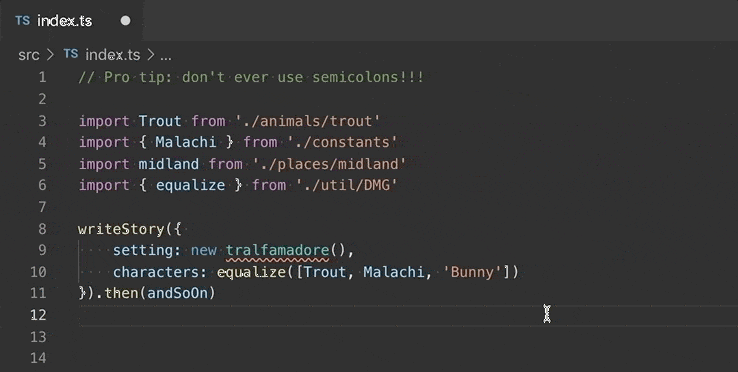 TS index.ts
src > TS index.ts > ...
1 // Pro tip: don't ever use semicolons!!!
2
3 import Trout from './animals/trout'
4 import { Malachi } from './constants'
5 import midland from './places/midland'
6 import { equalize } from './util/DMG'
7
8 writeStory({
9     setting: new tralfamadore(),
10     characters: equalize([Trout, Malachi, 'Bunny'])
11 }).then(andSoOn)
12
13
14